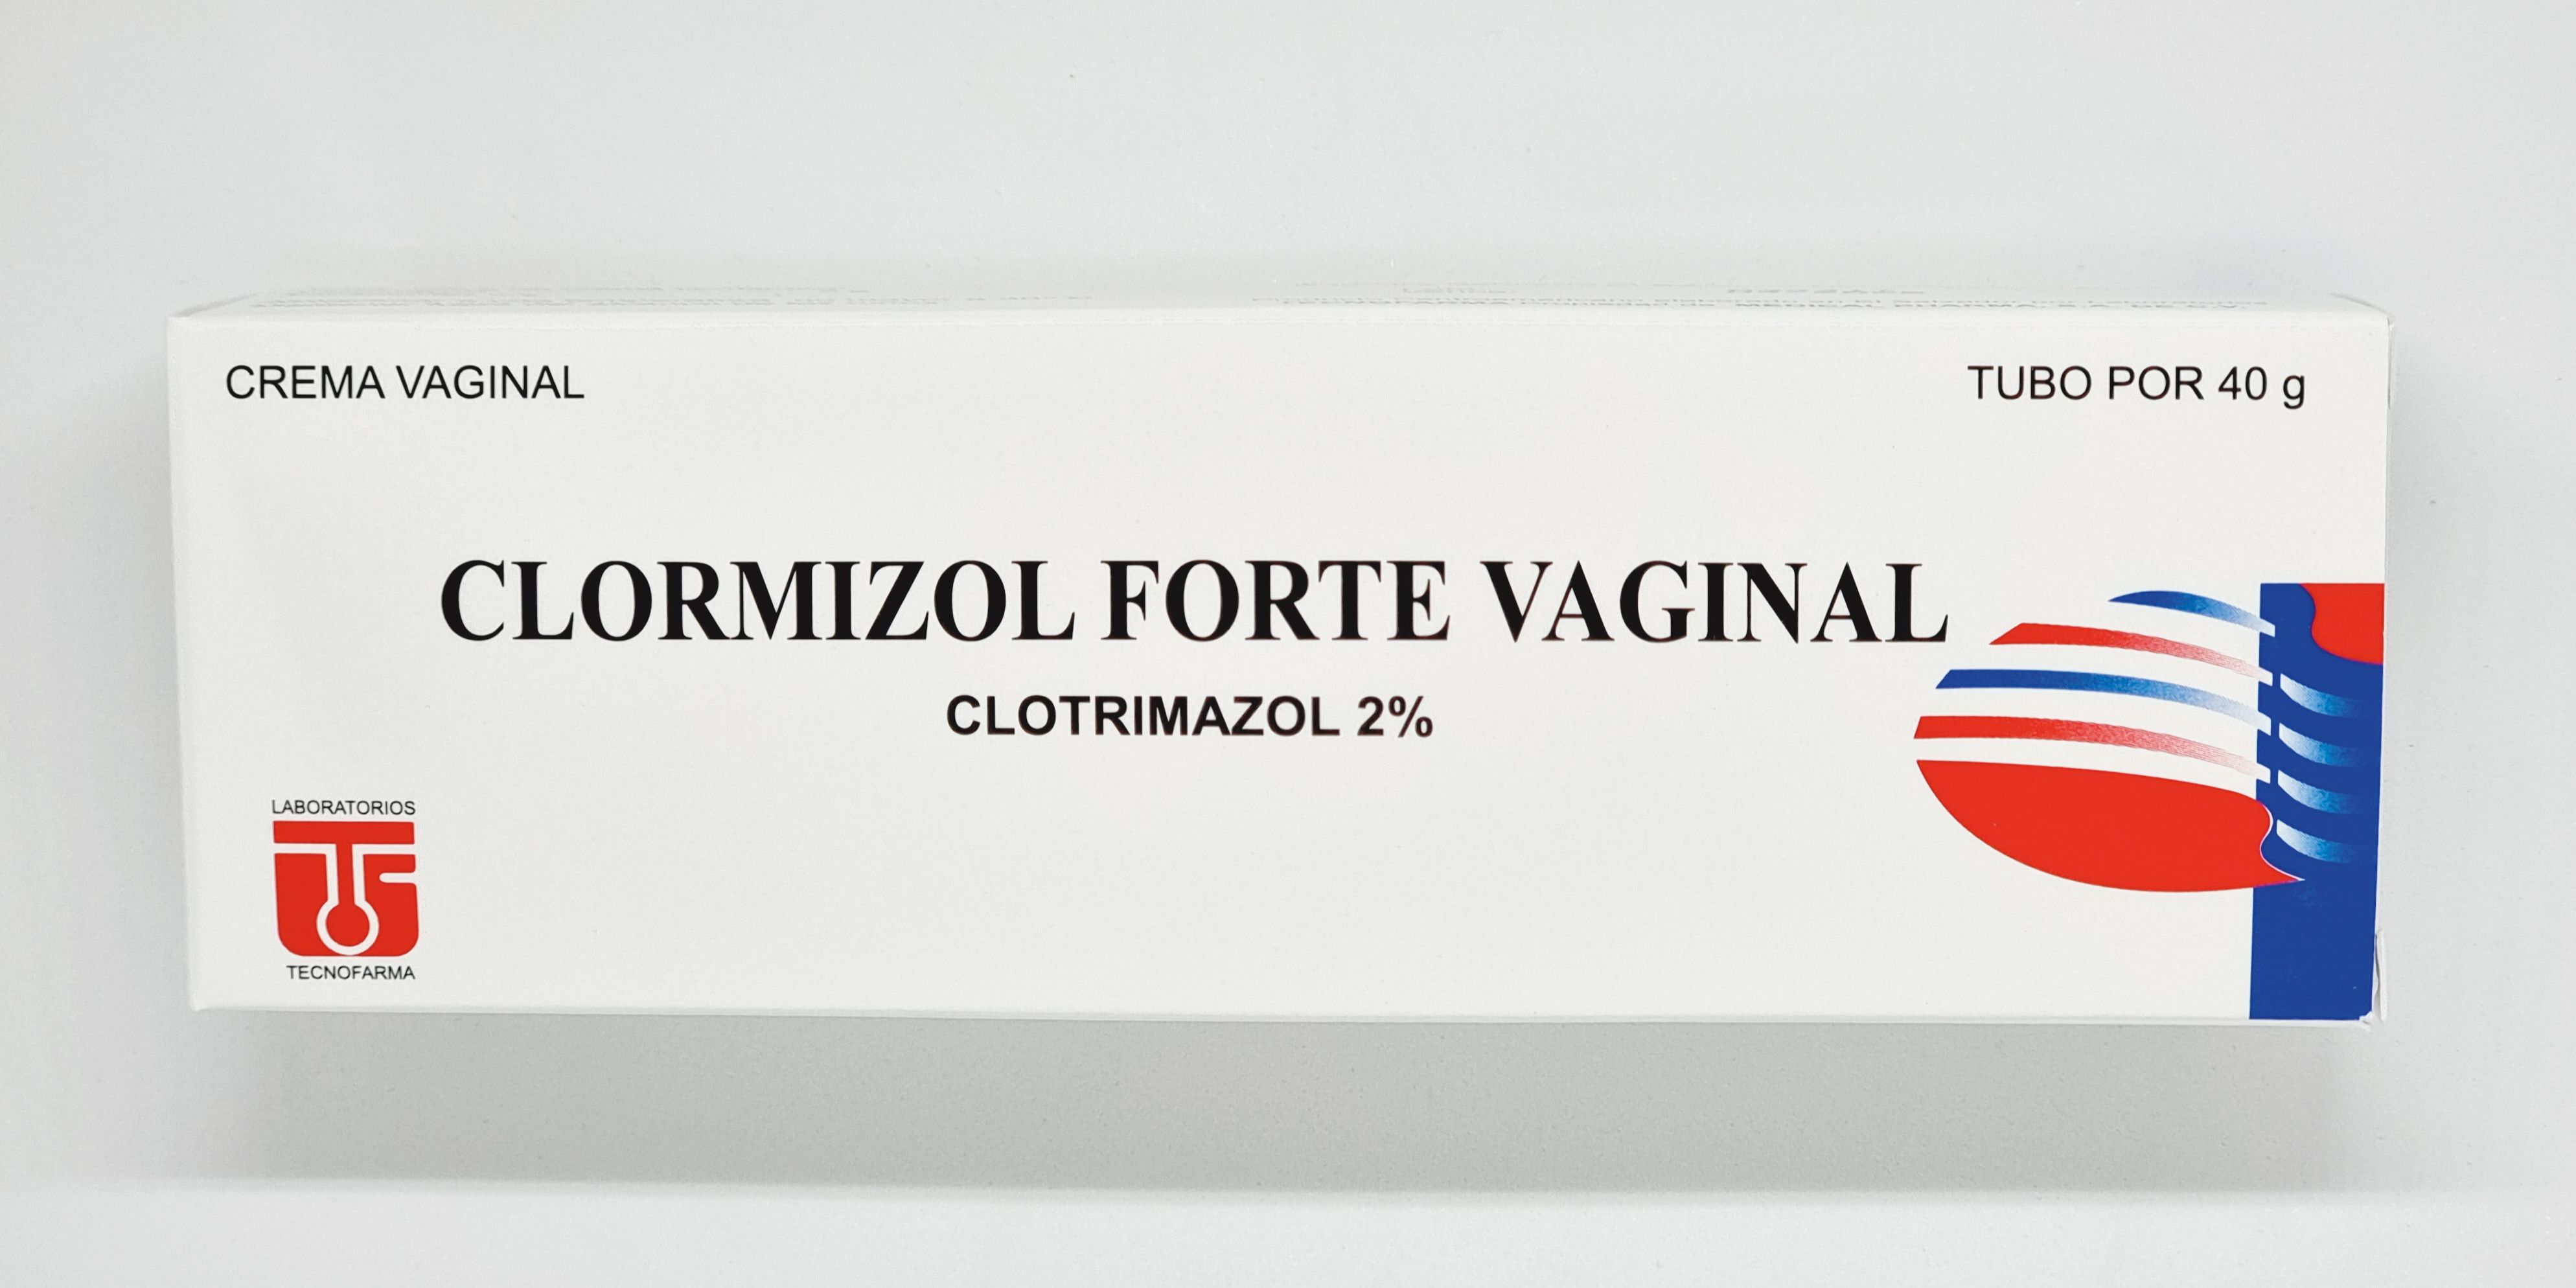 CREMA VAGINAL
TUBO POR 40 g
CLORMIZOL FORTE VAGINAL
CLOTRIMAZOL 2%
LABORATORIOS
TECNOFARMA